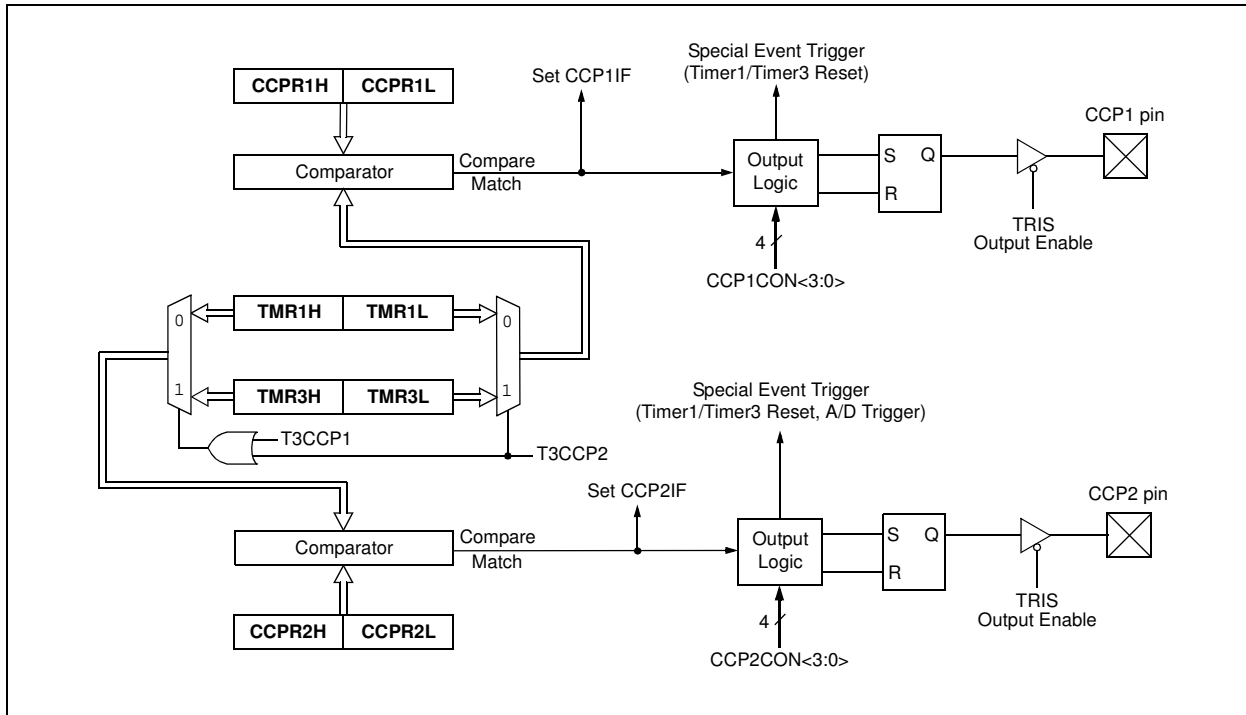 Special Event Trigger
(Timer1/Timer3 Reset)
Set CCP1IF
CCPR1H CCPR1L
CCP1 pin
Comparator
Compare
Match
Output
Logic
S Q
R
TRIS
Output Enable
4
CCP1CON<3:0>
0 TMR1H TMR1L 0
1 TMR3H TMR3L 1
T3CCP1
T3CCP2
Special Event Trigger
(Timer1/Timer3 Reset, A/D Trigger)
Set CCP2IF
CCP2 pin
Comparator
Compare
Match
Output
Logic
S Q
R
TRIS
Output Enable
4
CCPR2H CCPR2L
CCP2CON<3:0>